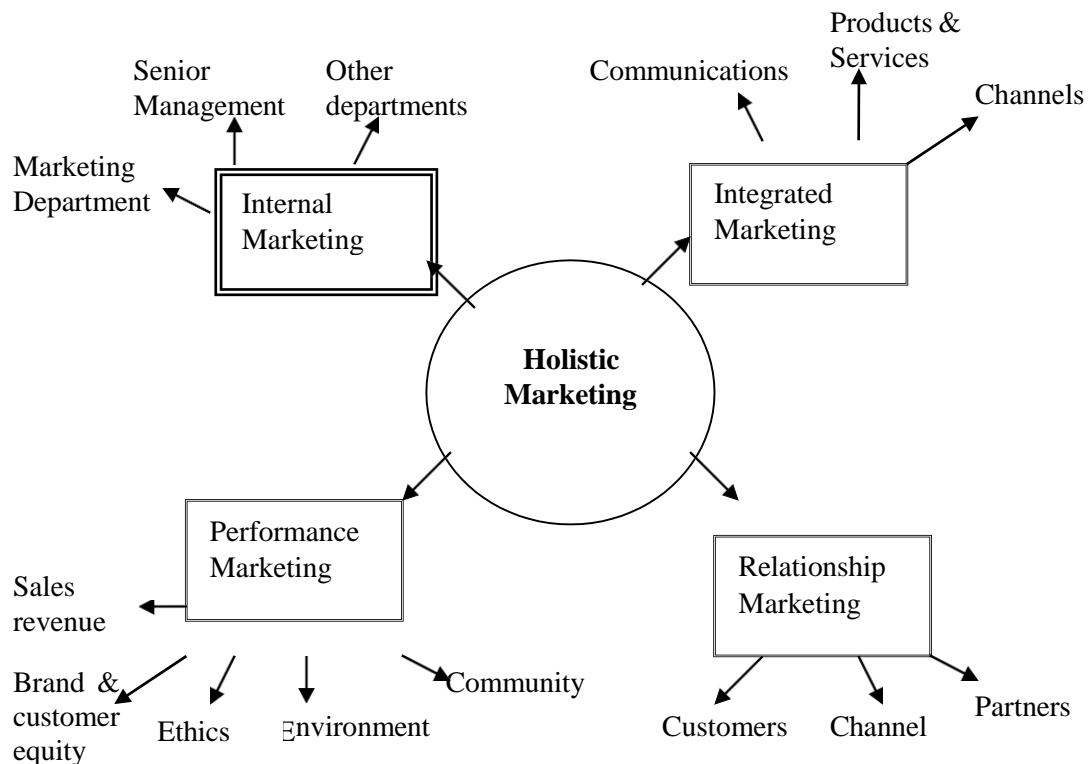 Senior
Management
Other
departments
Communications
Products &
Services
Channels
Marketing
Department
Internal
Marketing
Integrated
Marketing
Holistic
Marketing
Performance
Marketing
Relationship
Marketing
Sales
revenue
Brand &
customer
equity
Ethics
Environment
Community
Customers
Channel
Partners